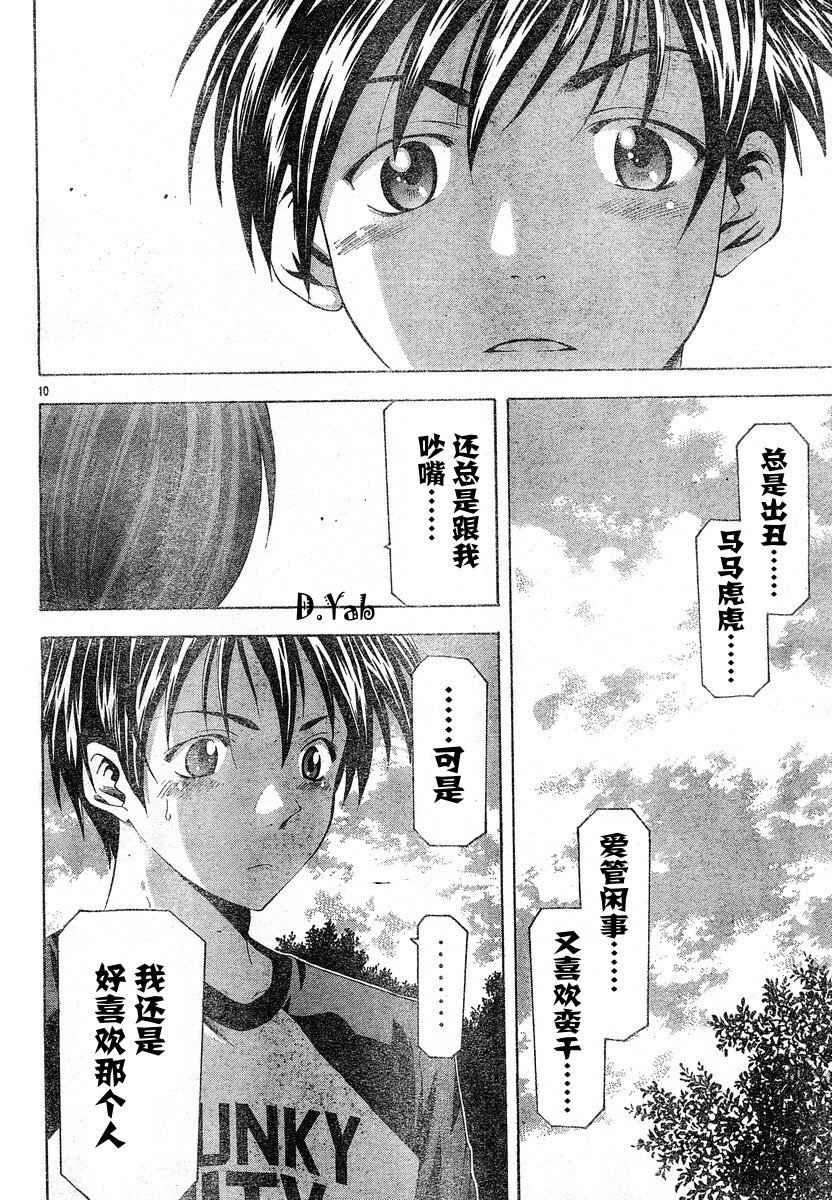 10
总是出丑……
马马虎虎……
爱管闲事……
又喜欢蛮干……
还总是跟我
吵嘴……
D.Yab
……可是
………
我还是
好喜欢那个人
UNKY
ITY